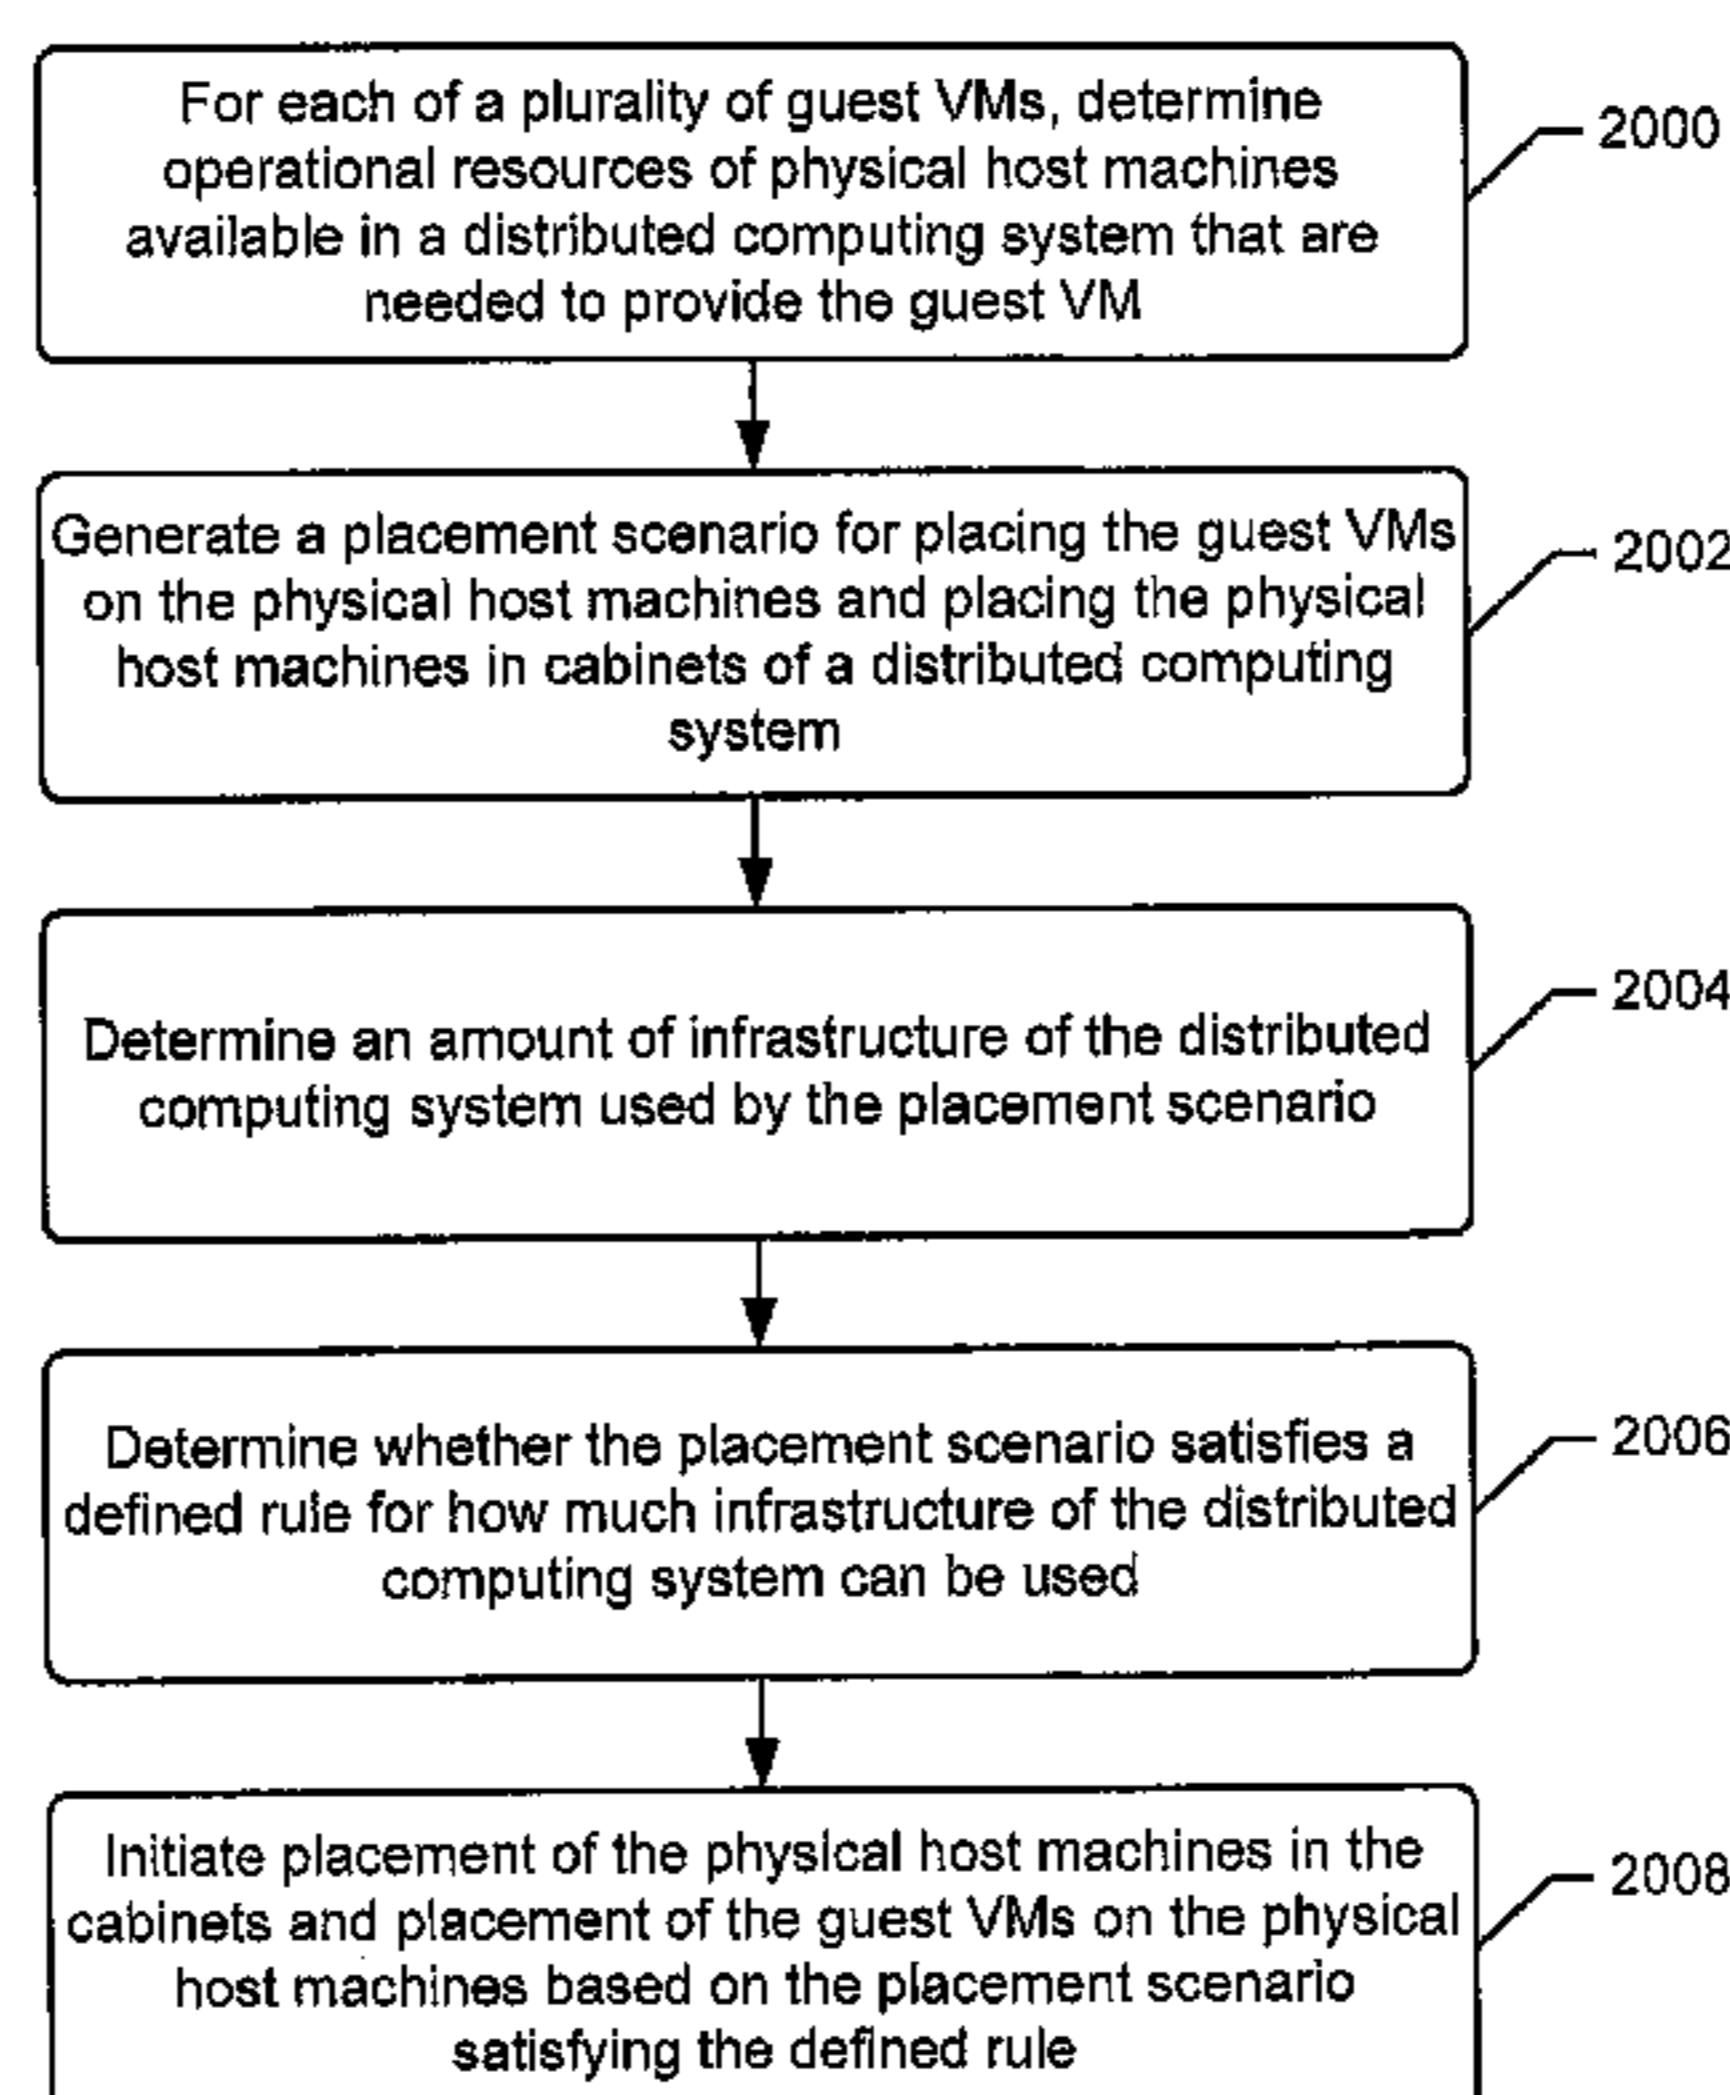 For each of a plurality of guest VMs, determine
operational resources of physical host machines
available in a distributed computing system that are
needed to provide the guest VM
2000
Generate a placement scenario for placing the guest VMs
on the physical host machines and placing the physical
host machines in cabinets of a distributed computing
system
2002
Determine an amount of infrastructure of the distributed
computing system used by the placement scenario
2004
Determine whether the placement scenario satisfies a
defined rule for how much infrastructure of the distributed
computing system can be used
2006
Initiate placement of the physical host machines in the
cabinets and placement of the guest VMs on the physical
host machines based on the placement scenario
satisfying the defined rule
2008